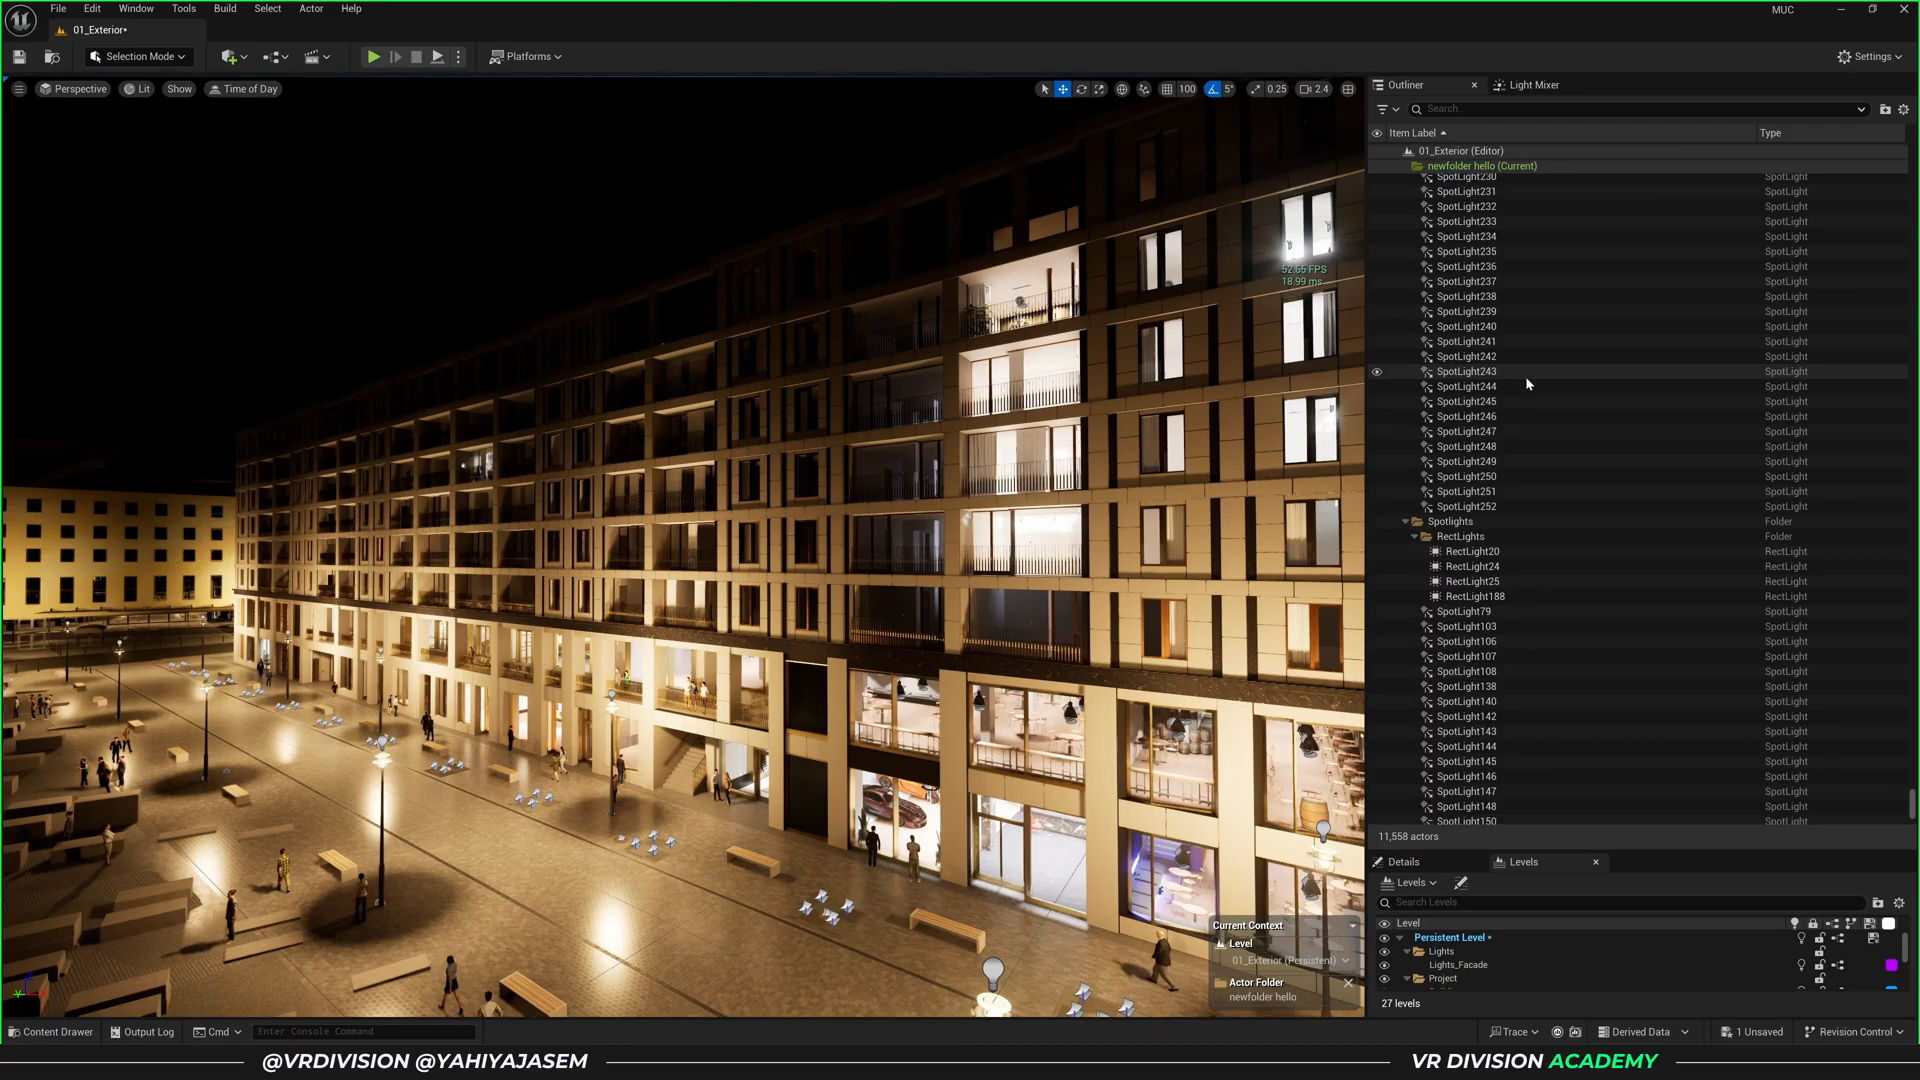 File Edit Window Tools Build Select Actor Help
MUC
01_Exterior•
Selection Mode
Platforms
Settings
Perspective Lit Show Time of Day
100 5° 0.25 2.4
52.65 FPS
18.99 ms
Outliner Light Mixer
Search...
Item Label Type
01_Exterior (Editor)
newfolder hello (Current)
SpotLight230 SpotLight
SpotLight231 SpotLight
SpotLight232 SpotLight
SpotLight233 SpotLight
SpotLight234 SpotLight
SpotLight235 SpotLight
SpotLight236 SpotLight
SpotLight237 SpotLight
SpotLight238 SpotLight
SpotLight239 SpotLight
SpotLight240 SpotLight
SpotLight241 SpotLight
SpotLight242 SpotLight
SpotLight243 SpotLight
SpotLight244 SpotLight
SpotLight245 SpotLight
SpotLight246 SpotLight
SpotLight247 SpotLight
SpotLight248 SpotLight
SpotLight249 SpotLight
SpotLight250 SpotLight
SpotLight251 SpotLight
SpotLight252 SpotLight
Spotlights Folder
RectLights Folder
RectLight20 RectLight
RectLight24 RectLight
RectLight25 RectLight
RectLight188 RectLight
SpotLight79 SpotLight
SpotLight103 SpotLight
SpotLight106 SpotLight
SpotLight107 SpotLight
SpotLight108 SpotLight
SpotLight138 SpotLight
SpotLight140 SpotLight
SpotLight142 SpotLight
SpotLight143 SpotLight
SpotLight144 SpotLight
SpotLight145 SpotLight
SpotLight146 SpotLight
SpotLight147 SpotLight
SpotLight148 SpotLight
SpotLight150 SpotLight
11,558 actors
Details Levels
Levels
Search Levels
Level
Persistent Level •
Lights
Lights_Facade
Project
27 levels
Current Context
Level
01_Exterior (Persistent)
Actor Folder
newfolder hello
Content Drawer Output Log Cmd Enter Console Command
Trace Derived Data 1 Unsaved Revision Control
@VRDIVISION @YAHIYAJASEM
VR DIVISION ACADEMY